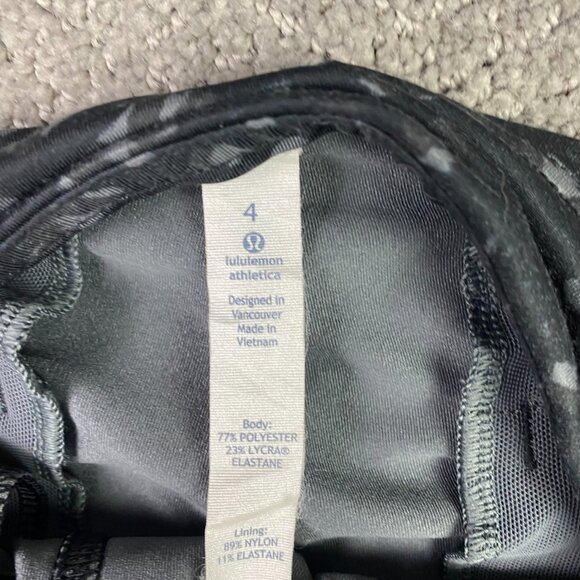 4
lululemon
athletica
Designed in
Vancouver
Made in
Vietnam
Body:
77% POLYESTER
23% LYCRA®
ELASTANE
Lining:
89% NYLON
11% ELASTANE